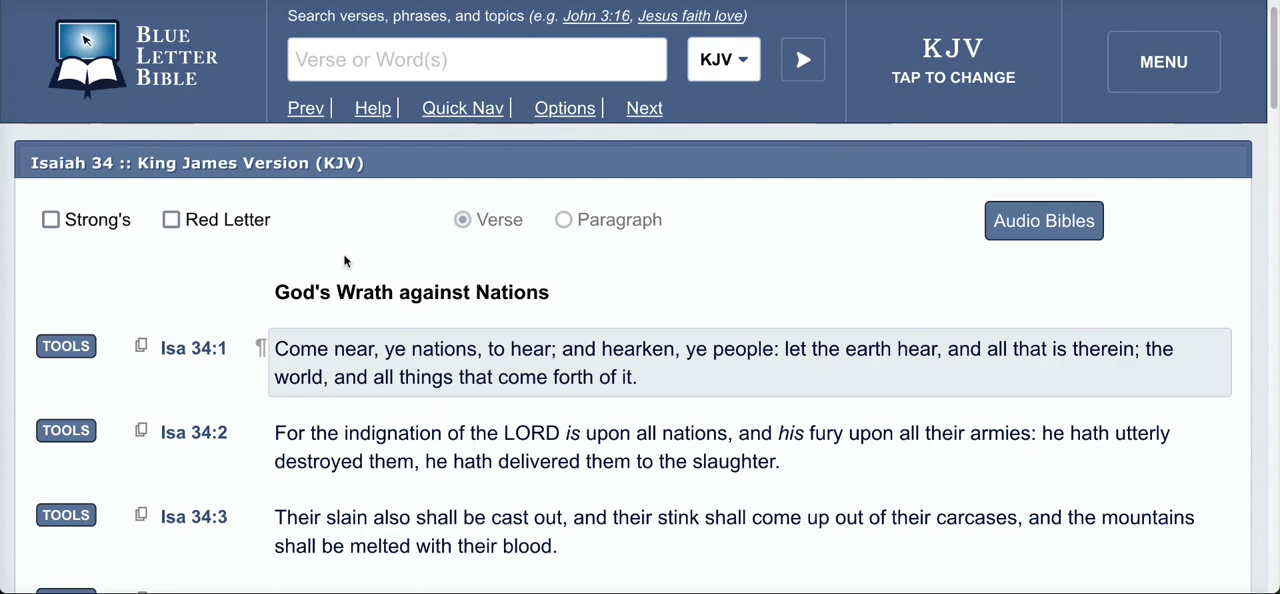 BLUE
LETTER
BIBLE
Search verses, phrases, and topics (e.g. John 3:16, Jesus faith love)
Verse or Word(s)
KJV
Prev | Help | Quick Nav | Options | Next
KJV
TAP TO CHANGE
MENU
Isaiah 34 :: King James Version (KJV)
Strong's Red Letter Verse Paragraph Audio Bibles
God's Wrath against Nations
TOOLS Isa 34:1 ¶ Come near, ye nations, to hear; and hearken, ye people: let the earth hear, and all that is therein; the
world, and all things that come forth of it.
TOOLS Isa 34:2 For the indignation of the LORD is upon all nations, and his fury upon all their armies: he hath utterly
destroyed them, he hath delivered them to the slaughter.
TOOLS Isa 34:3 Their slain also shall be cast out, and their stink shall come up out of their carcases, and the mountains
shall be melted with their blood.